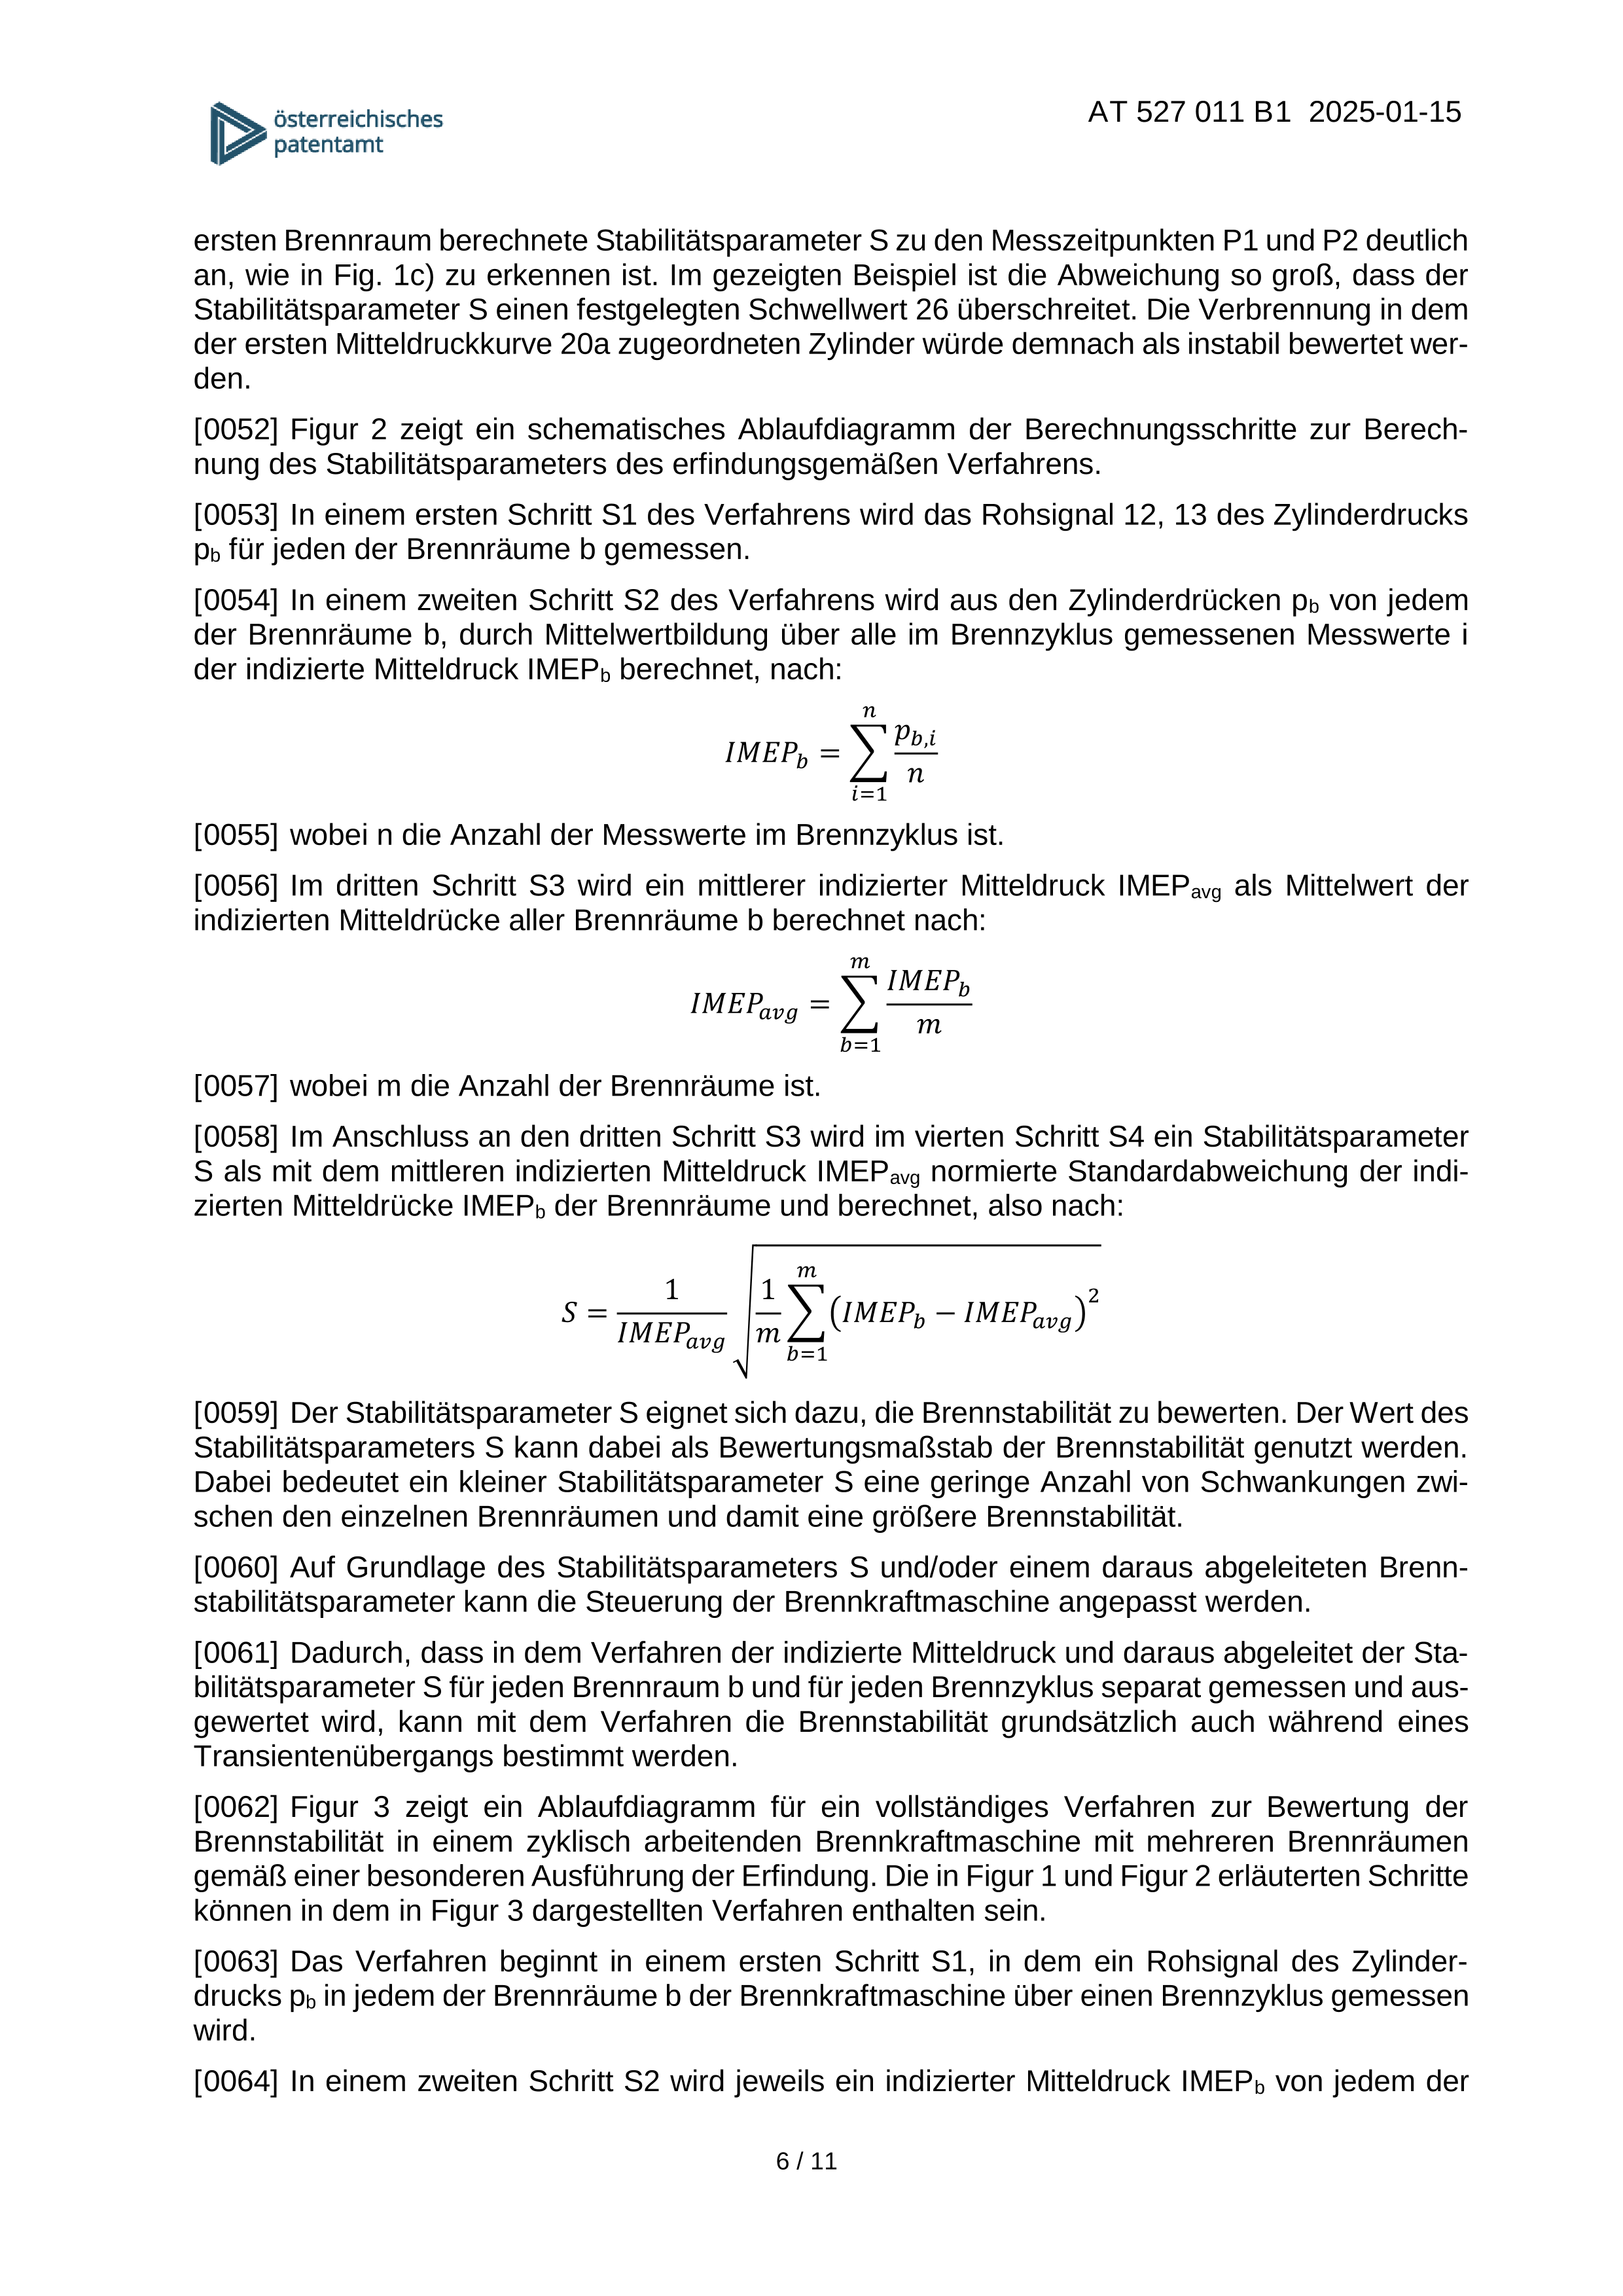 österreichisches
patentamt
AT 527 011 B1 2025-01-15
ersten Brennraum berechnete Stabilitätsparameter S zu den Messzeitpunkten P1 und P2 deutlich
an, wie in Fig. 1c) zu erkennen ist. Im gezeigten Beispiel ist die Abweichung so groß, dass der
Stabilitätsparameter S einen festgelegten Schwellwert 26 überschreitet. Die Verbrennung in dem
der ersten Mitteldruckkurve 20a zugeordneten Zylinder würde demnach als instabil bewertet wer-
den.
[0052] Figur 2 zeigt ein schematisches Ablaufdiagramm der Berechnungsschritte zur Berech-
nung des Stabilitätsparameters des erfindungsgemäßen Verfahrens.
[0053] In einem ersten Schritt S1 des Verfahrens wird das Rohsignal 12, 13 des Zylinderdrucks
p_b für jeden der Brennräume b gemessen.
[0054] In einem zweiten Schritt S2 des Verfahrens wird aus den Zylinderdrücken p_b von jedem
der Brennräume b, durch Mittelwertbildung über alle im Brennzyklus gemessenen Messwerte i
der indizierte Mitteldruck IMEP_b berechnet, nach:
IMEP_b = \sum_{i=1}^{n} \frac{p_{b,i}}{n}
[0055] wobei n die Anzahl der Messwerte im Brennzyklus ist.
[0056] Im dritten Schritt S3 wird ein mittlerer indizierter Mitteldruck IMEP_avg als Mittelwert der
indizierten Mitteldrücke aller Brennräume b berechnet nach:
IMEP_{avg} = \sum_{b=1}^{m} \frac{IMEP_b}{m}
[0057] wobei m die Anzahl der Brennräume ist.
[0058] Im Anschluss an den dritten Schritt S3 wird im vierten Schritt S4 ein Stabilitätsparameter
S als mit dem mittleren indizierten Mitteldruck IMEP_avg normierte Standardabweichung der indi-
zierten Mitteldrücke IMEP_b der Brennräume und berechnet, also nach:
S = \frac{1}{IMEP_{avg}} \sqrt{\frac{1}{m} \sum_{b=1}^{m} (IMEP_b - IMEP_{avg})^2}
[0059] Der Stabilitätsparameter S eignet sich dazu, die Brennstabilität zu bewerten. Der Wert des
Stabilitätsparameters S kann dabei als Bewertungsmaßstab der Brennstabilität genutzt werden.
Dabei bedeutet ein kleiner Stabilitätsparameter S eine geringe Anzahl von Schwankungen zwi-
schen den einzelnen Brennräumen und damit eine größere Brennstabilität.
[0060] Auf Grundlage des Stabilitätsparameters S und/oder einem daraus abgeleiteten Brenn-
stabilitätsparameter kann die Steuerung der Brennkraftmaschine angepasst werden.
[0061] Dadurch, dass in dem Verfahren der indizierte Mitteldruck und daraus abgeleitet der Sta-
bilitätsparameter S für jeden Brennraum b und für jeden Brennzyklus separat gemessen und aus-
gewertet wird, kann mit dem Verfahren die Brennstabilität grundsätzlich auch während eines
Transientenübergangs bestimmt werden.
[0062] Figur 3 zeigt ein Ablaufdiagramm für ein vollständiges Verfahren zur Bewertung der
Brennstabilität in einem zyklisch arbeitenden Brennkraftmaschine mit mehreren Brennräumen
gemäß einer besonderen Ausführung der Erfindung. Die in Figur 1 und Figur 2 erläuterten Schritte
können in dem in Figur 3 dargestellten Verfahren enthalten sein.
[0063] Das Verfahren beginnt in einem ersten Schritt S1, in dem ein Rohsignal des Zylinder-
drucks p_b in jedem der Brennräume b der Brennkraftmaschine über einen Brennzyklus gemessen
wird.
[0064] In einem zweiten Schritt S2 wird jeweils ein indizierter Mitteldruck IMEP_b von jedem der
6 / 11